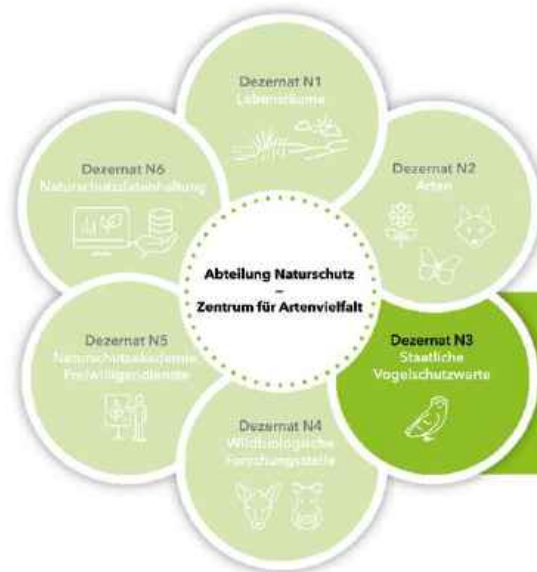 Dezernat N1
Lebensräume
Dezernat N2
Arten
Dezernat N3
Staatliche
Vogelschutzwarte
Dezernat N4
Wildbiologische
Forschungsstelle
Dezernat N5
Naturschutzakademie
Freiwilligendienste
Dezernat N6
Naturschutzdatenhaltung
Abteilung Naturschutz
–
Zentrum für Artenvielfalt